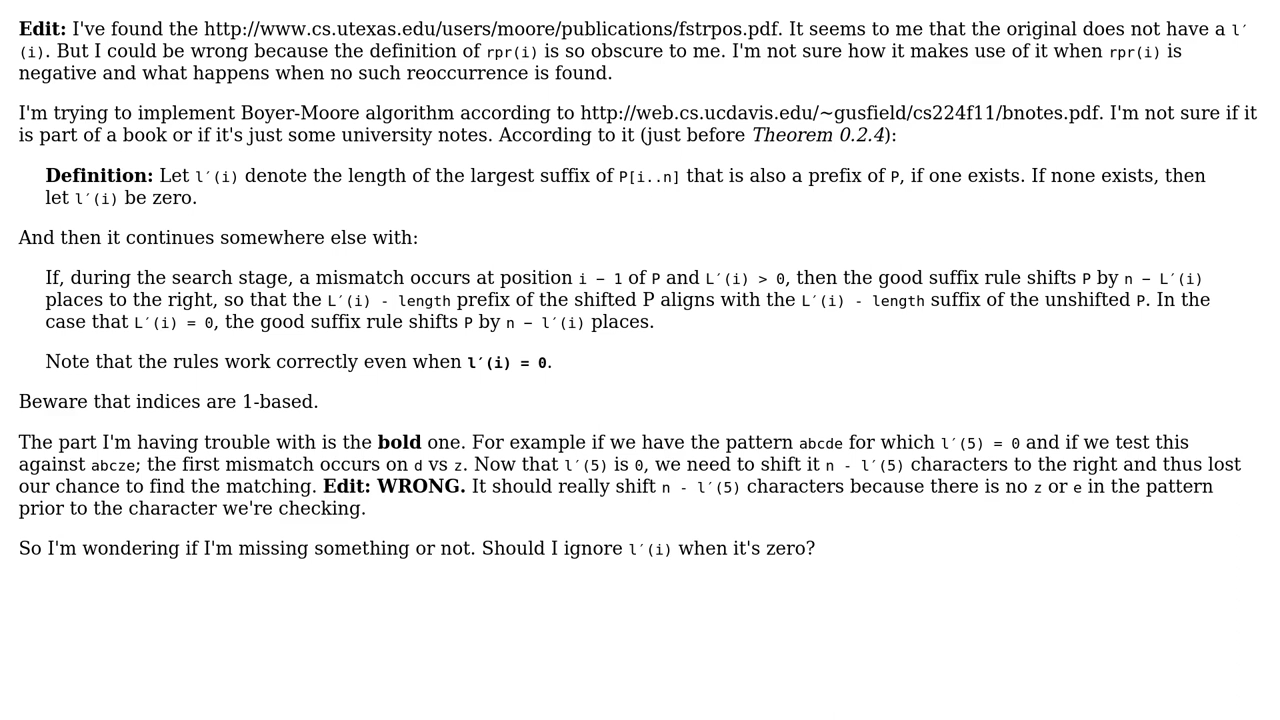 Edit: I've found the http://www.cs.utexas.edu/users/moore/publications/fstrpos.pdf. It seems to me that the original does not have a l′
(i). But I could be wrong because the definition of rpr(i) is so obscure to me. I'm not sure how it makes use of it when rpr(i) is
negative and what happens when no such reoccurrence is found.
I'm trying to implement Boyer-Moore algorithm according to http://web.cs.ucdavis.edu/~gusfield/cs224f11/bnotes.pdf. I'm not sure if it
is part of a book or if it's just some university notes. According to it (just before Theorem 0.2.4):
Definition: Let l′(i) denote the length of the largest suffix of P[i..n] that is also a prefix of P, if one exists. If none exists, then
let l′(i) be zero.
And then it continues somewhere else with:
If, during the search stage, a mismatch occurs at position i − 1 of P and L′(i) > 0, then the good suffix rule shifts P by n − L′(i)
places to the right, so that the L′(i) - length prefix of the shifted P aligns with the L′(i) - length suffix of the unshifted P. In the
case that L′(i) = 0, the good suffix rule shifts P by n − l′(i) places.
Note that the rules work correctly even when l′(i) = 0.
Beware that indices are 1-based.
The part I'm having trouble with is the bold one. For example if we have the pattern abcde for which l′(5) = 0 and if we test this
against abcze; the first mismatch occurs on d vs z. Now that l′(5) is 0, we need to shift it n - l′(5) characters to the right and thus lost
our chance to find the matching. Edit: WRONG. It should really shift n - l′(5) characters because there is no z or e in the pattern
prior to the character we're checking.
So I'm wondering if I'm missing something or not. Should I ignore l′(i) when it's zero?